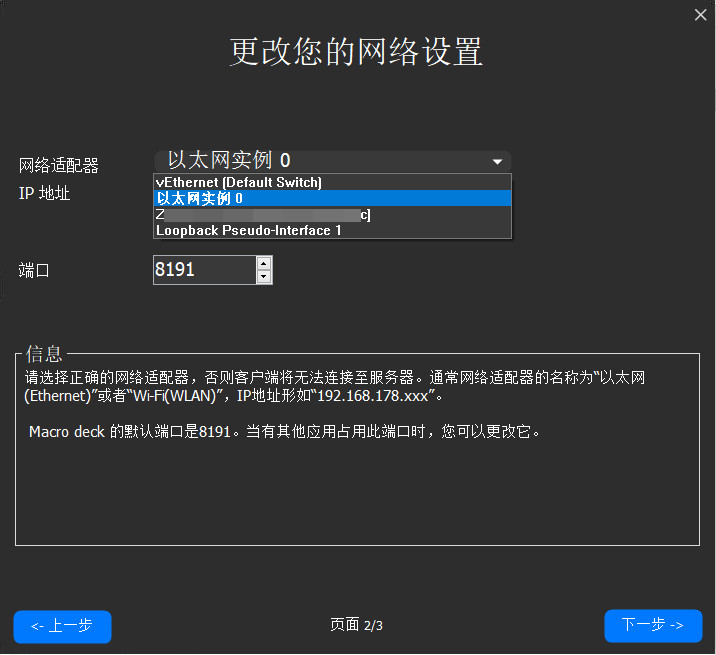 更改您的网络设置
网络适配器
以太网实例 0
IP 地址
vEthernet (Default Switch)
以太网实例 0
Z c]
Loopback Pseudo-Interface 1
端口
8191
信息
请选择正确的网络适配器，否则客户端将无法连接至服务器。通常网络适配器的名称为“以太网
(Ethernet)”或者“Wi-Fi(WLAN)”，IP地址形如“192.168.178.xxx”。
Macro deck 的默认端口是8191。当有其他应用占用此端口时，您可以更改它。
<- 上一步
页面 2/3
下一步 ->